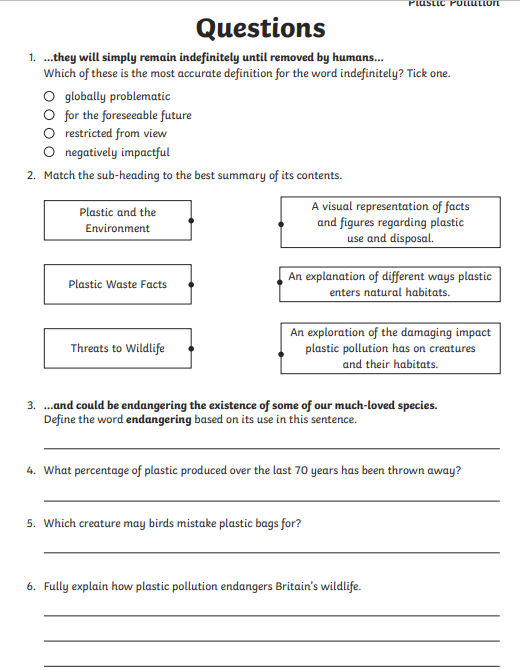 Plastic Pollution
Questions
1. ...they will simply remain indefinitely until removed by humans...
Which of these is the most accurate definition for the word indefinitely? Tick one.
globally problematic
for the foreseeable future
restricted from view
negatively impactful
2. Match the sub-heading to the best summary of its contents.
Plastic and the
Environment
A visual representation of facts
and figures regarding plastic
use and disposal.
Plastic Waste Facts
An explanation of different ways plastic
enters natural habitats.
Threats to Wildlife
An exploration of the damaging impact
plastic pollution has on creatures
and their habitats.
3. ...and could be endangering the existence of some of our much-loved species.
Define the word endangering based on its use in this sentence.
4. What percentage of plastic produced over the last 70 years has been thrown away?
5. Which creature may birds mistake plastic bags for?
6. Fully explain how plastic pollution endangers Britain's wildlife.